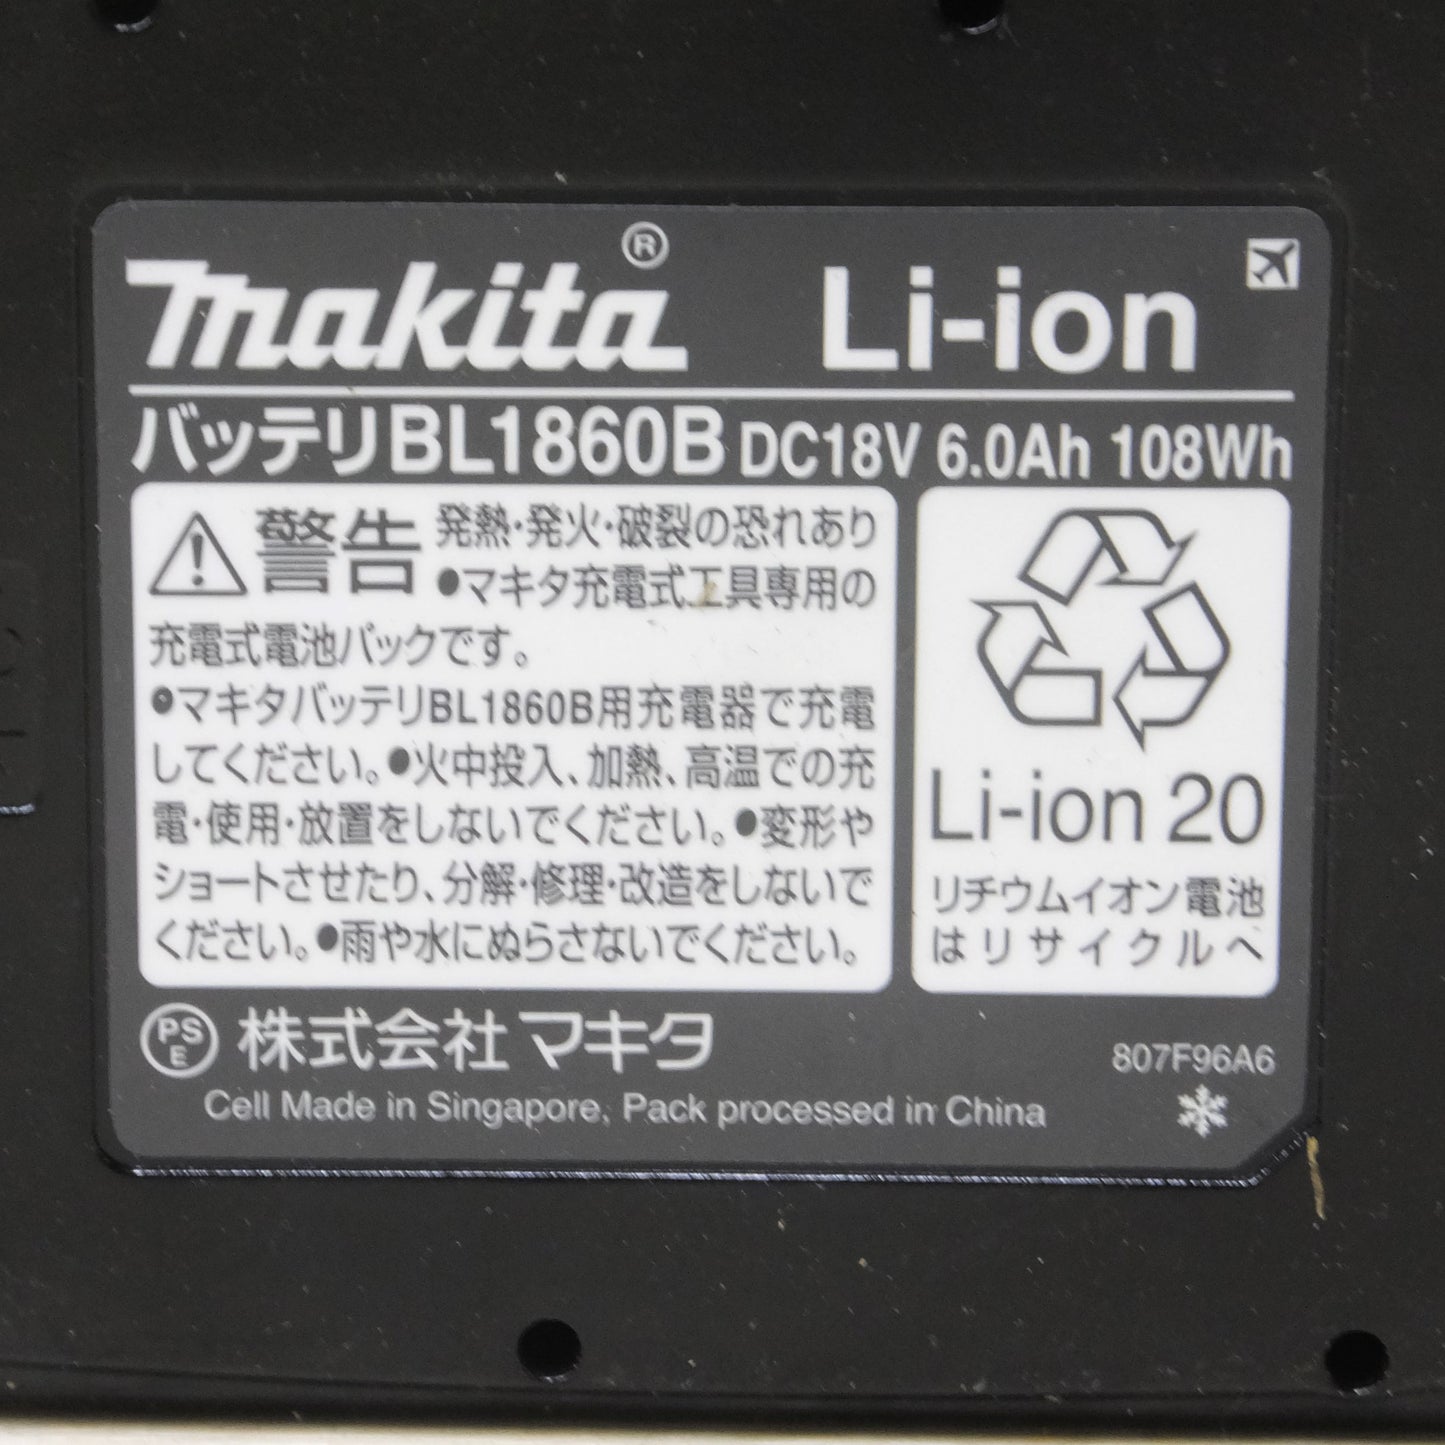 makita®
Li-ion
バッテリBL1860B DC18V 6.0Ah 108Wh
警告 発熱・発火・破裂の恐れあり
●マキタ充電式工具専用の
充電式電池パックです。
●マキタバッテリBL1860B用充電器で充電
してください。●火中投入、加熱、高温での充
電・使用・放置をしないでください。●変形や
ショートさせたり、分解・修理・改造をしないで
ください。●雨や水にぬらさないでください。
Li-ion 20
リチウムイオン電池
はリサイクルへ
PS
E
株式会社マキタ
807F96A6
Cell Made in Singapore, Pack processed in China